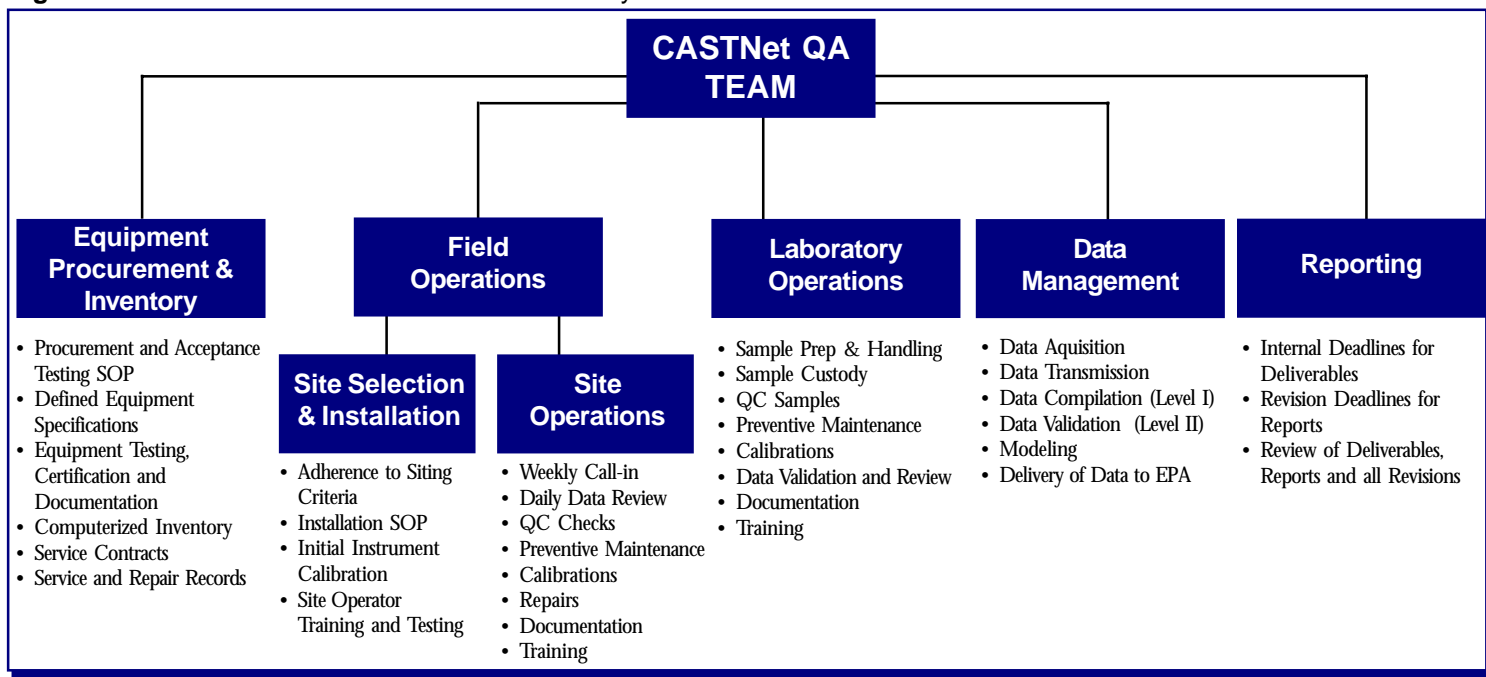 CASTNet QA
TEAM
Equipment
Procurement &
Inventory
• Procurement and Acceptance
Testing SOP
• Defined Equipment
Specifications
• Equipment Testing,
Certification and
Documentation
• Computerized Inventory
• Service Contracts
• Service and Repair Records
Field
Operations
Site Selection
& Installation
• Adherence to Siting
Criteria
• Installation SOP
• Initial Instrument
Calibration
• Site Operator
Training and Testing
Site
Operations
• Weekly Call-in
• Daily Data Review
• QC Checks
• Preventive Maintenance
• Calibrations
• Repairs
• Documentation
• Training
Laboratory
Operations
• Sample Prep & Handling
• Sample Custody
• QC Samples
• Preventive Maintenance
• Calibrations
• Data Validation and Review
• Documentation
• Training
Data
Management
• Data Aquisition
• Data Transmission
• Data Compilation (Level I)
• Data Validation (Level II)
• Modeling
• Delivery of Data to EPA
Reporting
• Internal Deadlines for
Deliverables
• Revision Deadlines for
Reports
• Review of Deliverables,
Reports and all Revisions